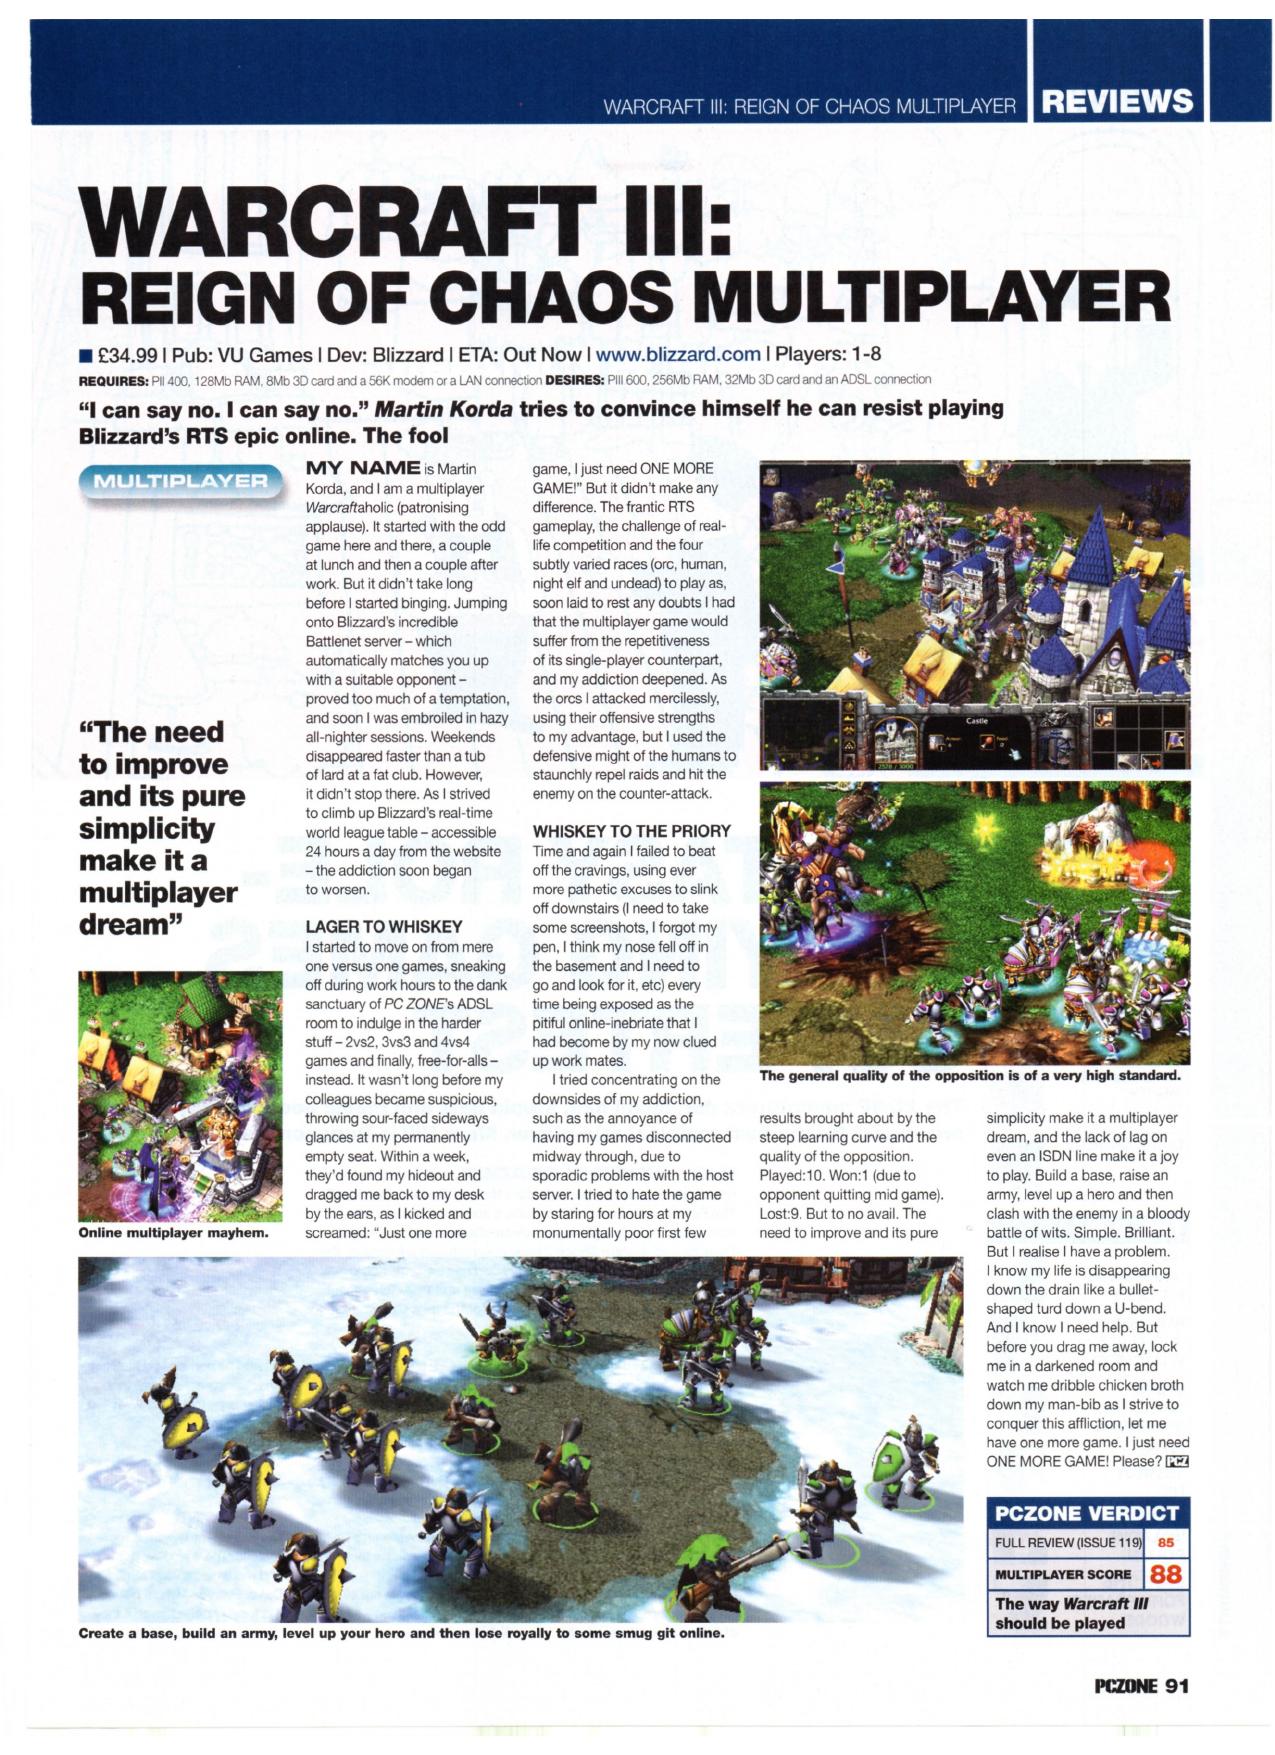 WARCRAFT III: REIGN OF CHAOS MULTIPLAYER
REVIEWS
WARCRAFT III:
REIGN OF CHAOS MULTIPLAYER
■ £34.99 | Pub: VU Games | Dev: Blizzard | ETA: Out Now | www.blizzard.com | Players: 1-8
REQUIRES: PII 400, 128Mb RAM, 8Mb 3D card and a 56K modem or a LAN connection DESIRES: PIII 600, 256Mb RAM, 32Mb 3D card and an ADSL connection
“I can say no. I can say no.” Martin Korda tries to convince himself he can resist playing
Blizzard’s RTS epic online. The fool
MULTIPLAYER
“The need
to improve
and its pure
simplicity
make it a
multiplayer
dream”
Online multiplayer mayhem.
MY NAME is Martin
Korda, and I am a multiplayer
Warcraftaholic (patronising
applause). It started with the odd
game here and there, a couple
at lunch and then a couple after
work. But it didn’t take long
before I started binging. Jumping
onto Blizzard’s incredible
Battlenet server – which
automatically matches you up
with a suitable opponent –
proved too much of a temptation,
and soon I was embroiled in hazy
all-nighter sessions. Weekends
disappeared faster than a tub
of lard at a fat club. However,
it didn’t stop there. As I strived
to climb up Blizzard’s real-time
world league table – accessible
24 hours a day from the website
– the addiction soon began
to worsen.
LAGER TO WHISKEY
I started to move on from mere
one versus one games, sneaking
off during work hours to the dank
sanctuary of PC ZONE’s ADSL
room to indulge in the harder
stuff – 2vs2, 3vs3 and 4vs4
games and finally, free-for-alls –
instead. It wasn’t long before my
colleagues became suspicious,
throwing sour-faced sideways
glances at my permanently
empty seat. Within a week,
they’d found my hideout and
dragged me back to my desk
by the ears, as I kicked and
screamed: “Just one more
game, I just need ONE MORE
GAME!” But it didn’t make any
difference. The frantic RTS
gameplay, the challenge of real-
life competition and the four
subtly varied races (orc, human,
night elf and undead) to play as,
soon laid to rest any doubts I had
that the multiplayer game would
suffer from the repetitiveness
of its single-player counterpart,
and my addiction deepened. As
the orcs I attacked mercilessly,
using their offensive strengths
to my advantage, but I used the
defensive might of the humans to
staunchly repel raids and hit the
enemy on the counter-attack.
WHISKEY TO THE PRIORY
Time and again I failed to beat
off the cravings, using ever
more pathetic excuses to slink
off downstairs (I need to take
some screenshots, I forgot my
pen, I think my nose fell off in
the basement and I need to
go and look for it, etc) every
time being exposed as the
pitiful online-inebriate that I
had become by my now clued
up work mates.
I tried concentrating on the
downsides of my addiction,
such as the annoyance of
having my games disconnected
midway through, due to
sporadic problems with the host
server. I tried to hate the game
by staring for hours at my
monumentally poor first few
Castle
2578 / 3000
The general quality of the opposition is of a very high standard.
results brought about by the
steep learning curve and the
quality of the opposition.
Played:10. Won:1 (due to
opponent quitting mid game).
Lost:9. But to no avail. The
need to improve and its pure
simplicity make it a multiplayer
dream, and the lack of lag on
even an ISDN line make it a joy
to play. Build a base, raise an
army, level up a hero and then
clash with the enemy in a bloody
battle of wits. Simple. Brilliant.
But I realise I have a problem.
I know my life is disappearing
down the drain like a bullet-
shaped turd down a U-bend.
And I know I need help. But
before you drag me away, lock
me in a darkened room and
watch me dribble chicken broth
down my man-bib as I strive to
conquer this affliction, let me
have one more game. I just need
ONE MORE GAME! Please? PCZ
Create a base, build an army, level up your hero and then lose royally to some smug git online.
PCZONE VERDICT
FULL REVIEW (ISSUE 119) 85
MULTIPLAYER SCORE 88
The way Warcraft III
should be played
PCZONE 91